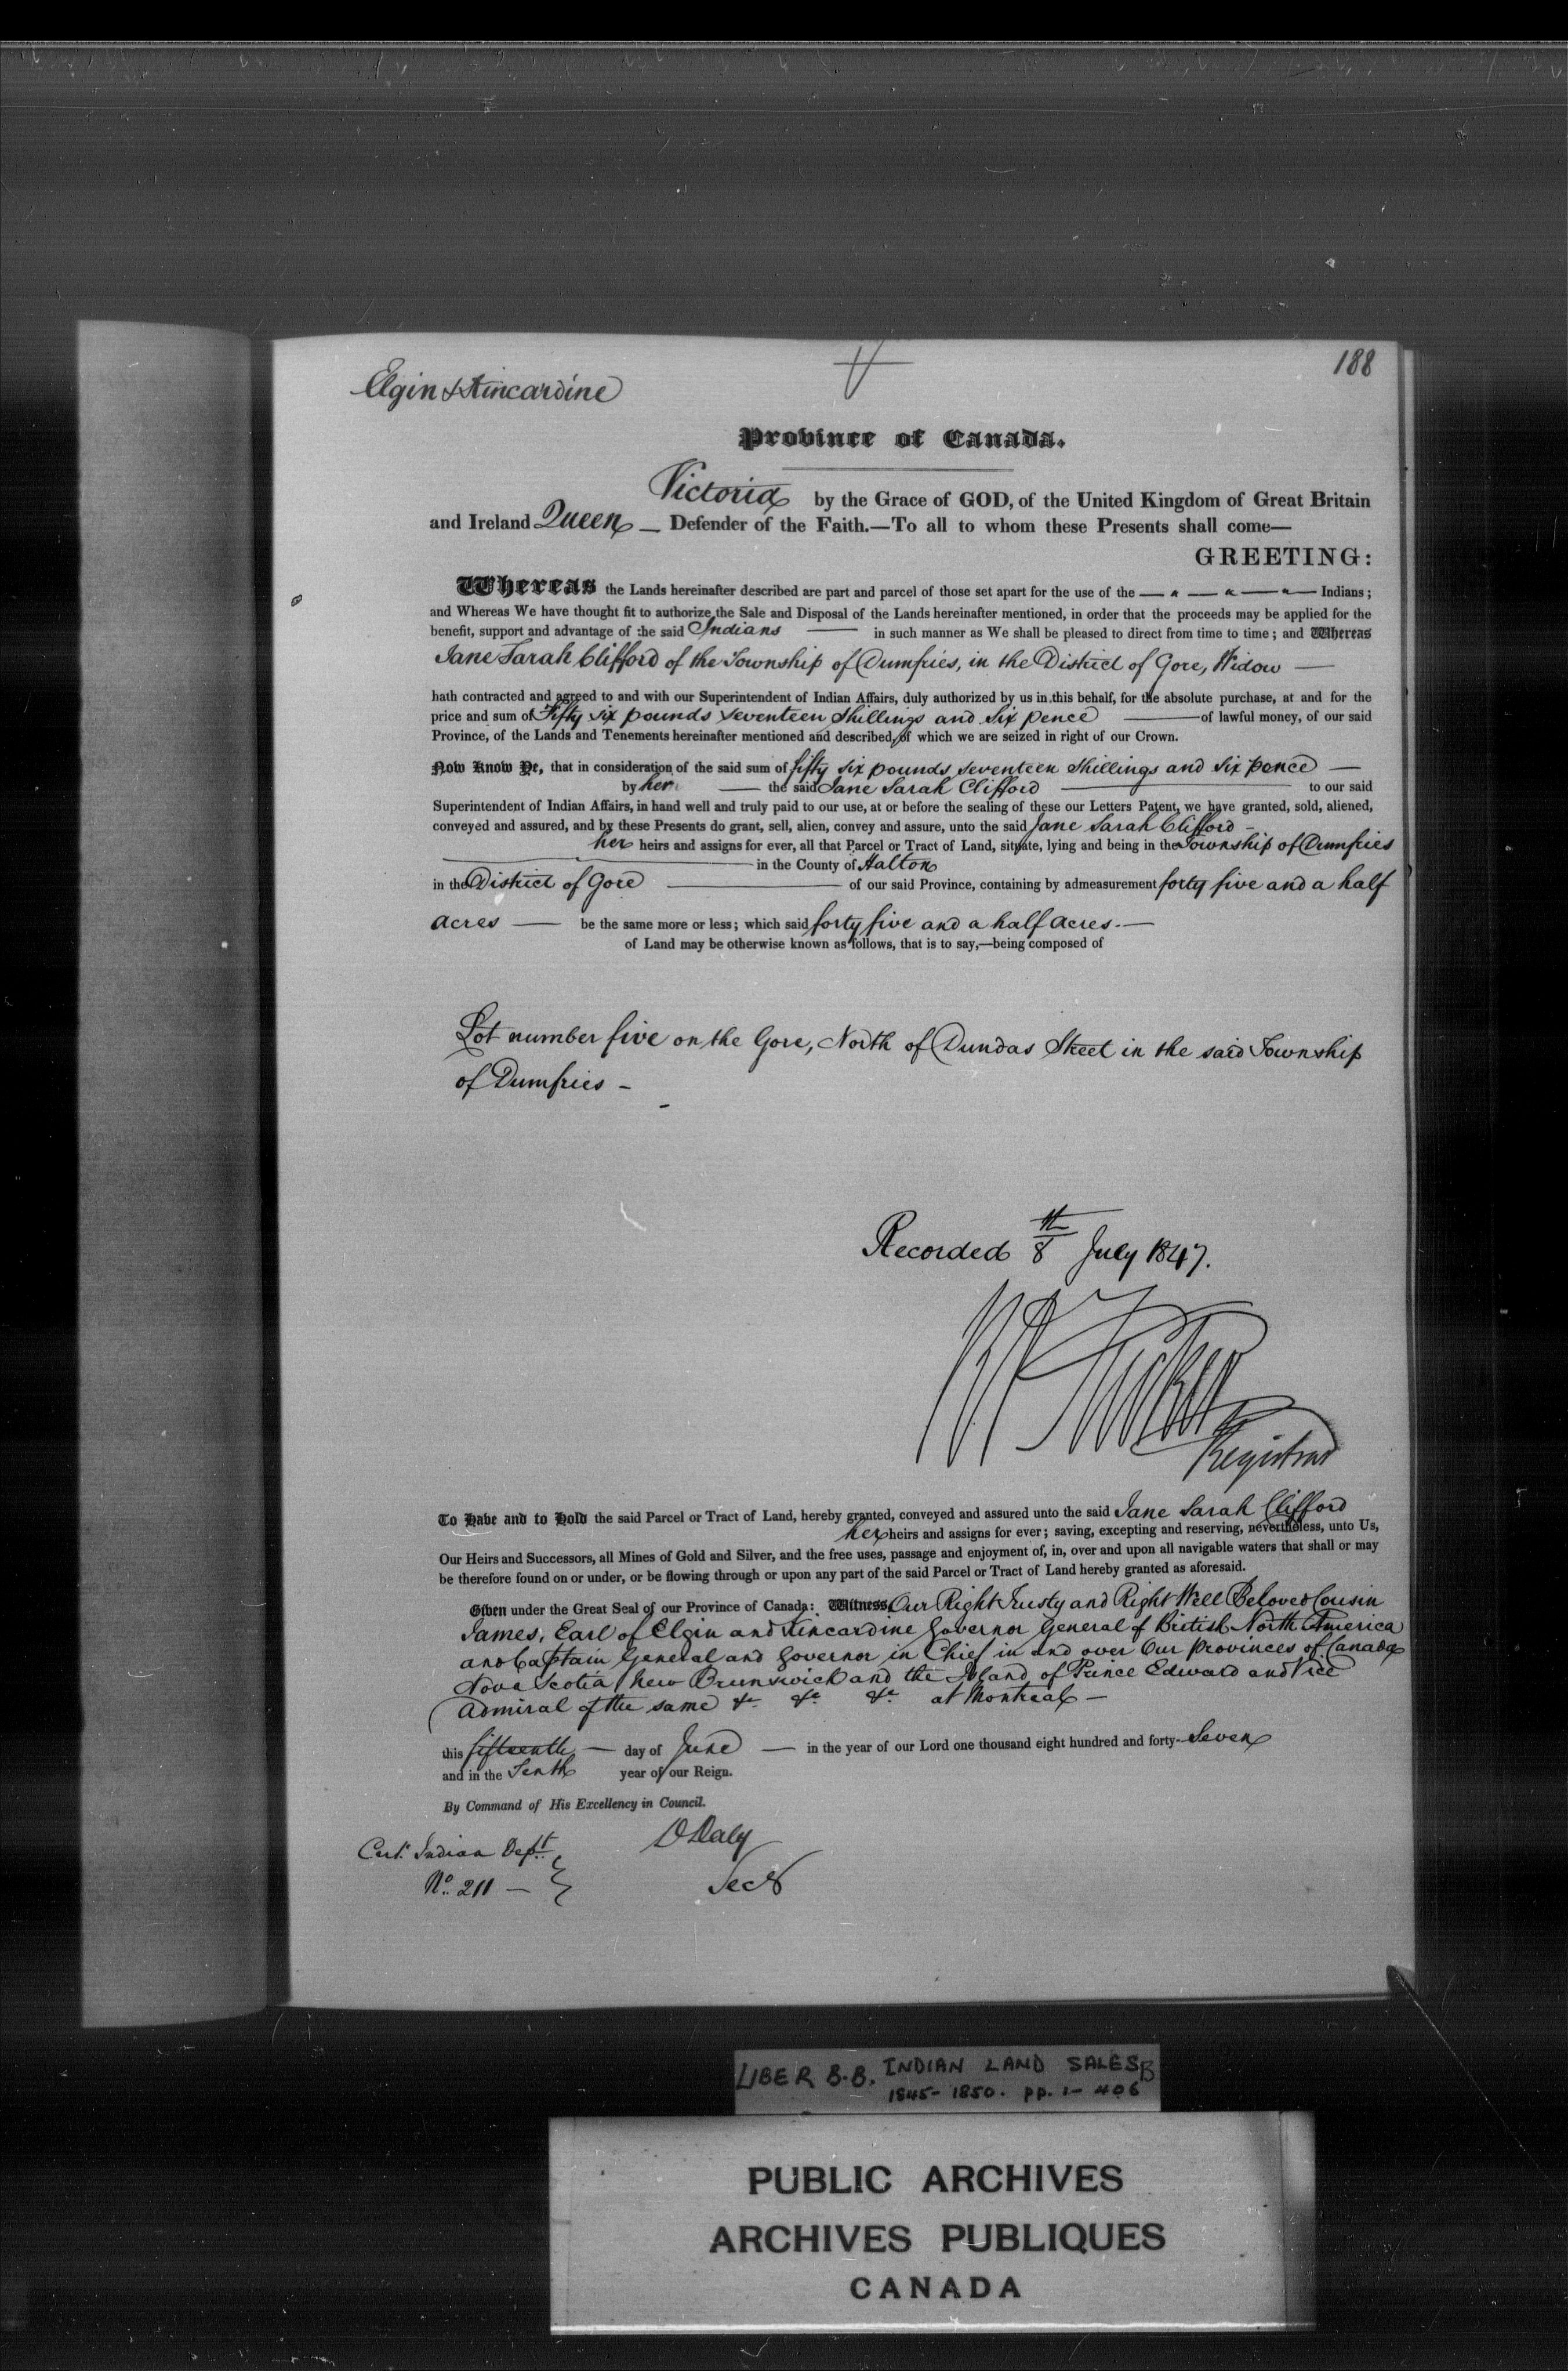 188
Elgin & Kincardine
Province of Canada.
Victoria by the Grace of GOD, of the United Kingdom of Great Britain
and Ireland Queen — Defender of the Faith.—To all to whom these Presents shall come—
GREETING:
Whereas the Lands hereinafter described are part and parcel of those set apart for the use of the — " — " — " — Indians;
and Whereas We have thought fit to authorize the Sale and Disposal of the Lands hereinafter mentioned, in order that the proceeds may be applied for the
benefit, support and advantage of the said Indians — in such manner as We shall be pleased to direct from time to time; and Whereas
Jane Sarah Clifford of the Township of Dumfries, in the District of Gore, Widow —
hath contracted and agreed to and with our Superintendent of Indian Affairs, duly authorized by us in this behalf, for the absolute purchase, at and for the
price and sum of Fifty six pounds seventeen shillings and six pence — of lawful money, of our said
Province, of the Lands and Tenements hereinafter mentioned and described, of which we are seized in right of our Crown.
Now Know Ye, that in consideration of the said sum of fifty six pounds seventeen shillings and six pence —
by her — the said Jane Sarah Clifford — to our said
Superintendent of Indian Affairs, in hand well and truly paid to our use, at or before the sealing of these our Letters Patent, we have granted, sold, aliened,
conveyed and assured, and by these Presents do grant, sell, alien, convey and assure, unto the said Jane Sarah Clifford —
her heirs and assigns for ever, all that Parcel or Tract of Land, situate, lying and being in the Township of Dumfries
— in the County of Halton
in the District of Gore — of our said Province, containing by admeasurement forty five and a half
acres — be the same more or less; which said forty five and a half acres. —
of Land may be otherwise known as follows, that is to say,—being composed of
Lot number five on the Gore, North of Dundas Street in the said Township
of Dumfries —
Recorded 8th July 1847.
Tucker
Registrar
To Have and to Hold the said Parcel or Tract of Land, hereby granted, conveyed and assured unto the said Jane Sarah Clifford
her heirs and assigns for ever; saving, excepting and reserving, nevertheless, unto Us,
Our Heirs and Successors, all Mines of Gold and Silver, and the free uses, passage and enjoyment of, in, over and upon all navigable waters that shall or may
be therefore found on or under, or be flowing through or upon any part of the said Parcel or Tract of Land hereby granted as aforesaid.
Given under the Great Seal of our Province of Canada: Witness, Our Right Trusty and Right Well Beloved Cousin
James, Earl of Elgin and Kincardine Governor General of British North America
and Captain General and Governor in Chief in and over Our Provinces of Canada
Nova Scotia New Brunswick and the Island of Prince Edward and Vice
Admiral of the same &c &c &c at Montreal —
this fifteenth — day of June — in the year of our Lord one thousand eight hundred and forty-Seven
and in the Tenth year of our Reign.
By Command of His Excellency in Council.
D Daly
Secy
Cert. Indian Dept.
No. 211 —
LIBER B.B. INDIAN LAND SALES B
1845-1850. pp. 1-406
PUBLIC ARCHIVES
ARCHIVES PUBLIQUES
CANADA